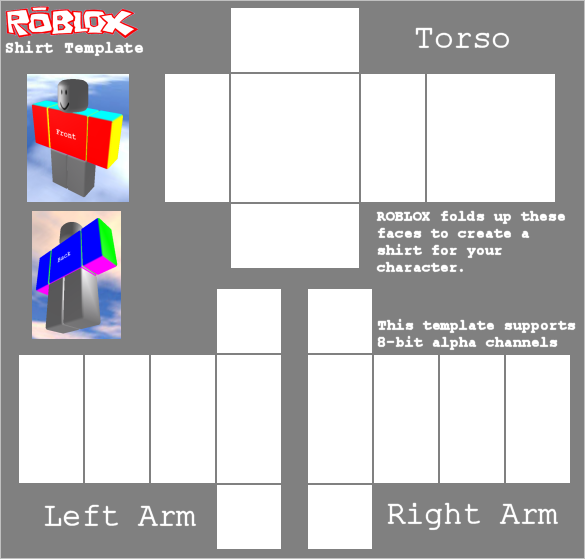 RŌBLOX
Shirt Template
Torso
Front
Back
ROBLOX folds up these
faces to create a
shirt for your
character.
This template supports
8-bit alpha channels
Left Arm
Right Arm